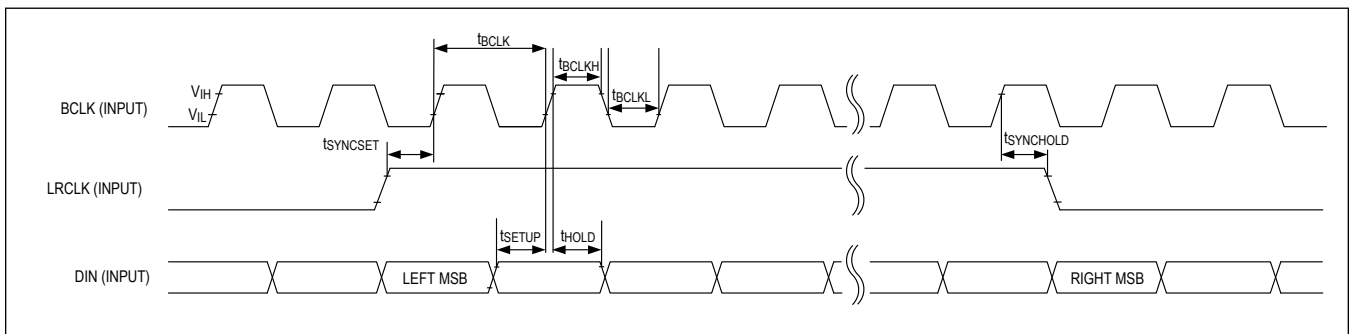 tBCLK
tBCLKH
tBCLKL
VIH
VIL
BCLK (INPUT)
tSYNCSET
tSYNCHOLD
LRCLK (INPUT)
tSETUP
tHOLD
DIN (INPUT)
LEFT MSB
RIGHT MSB